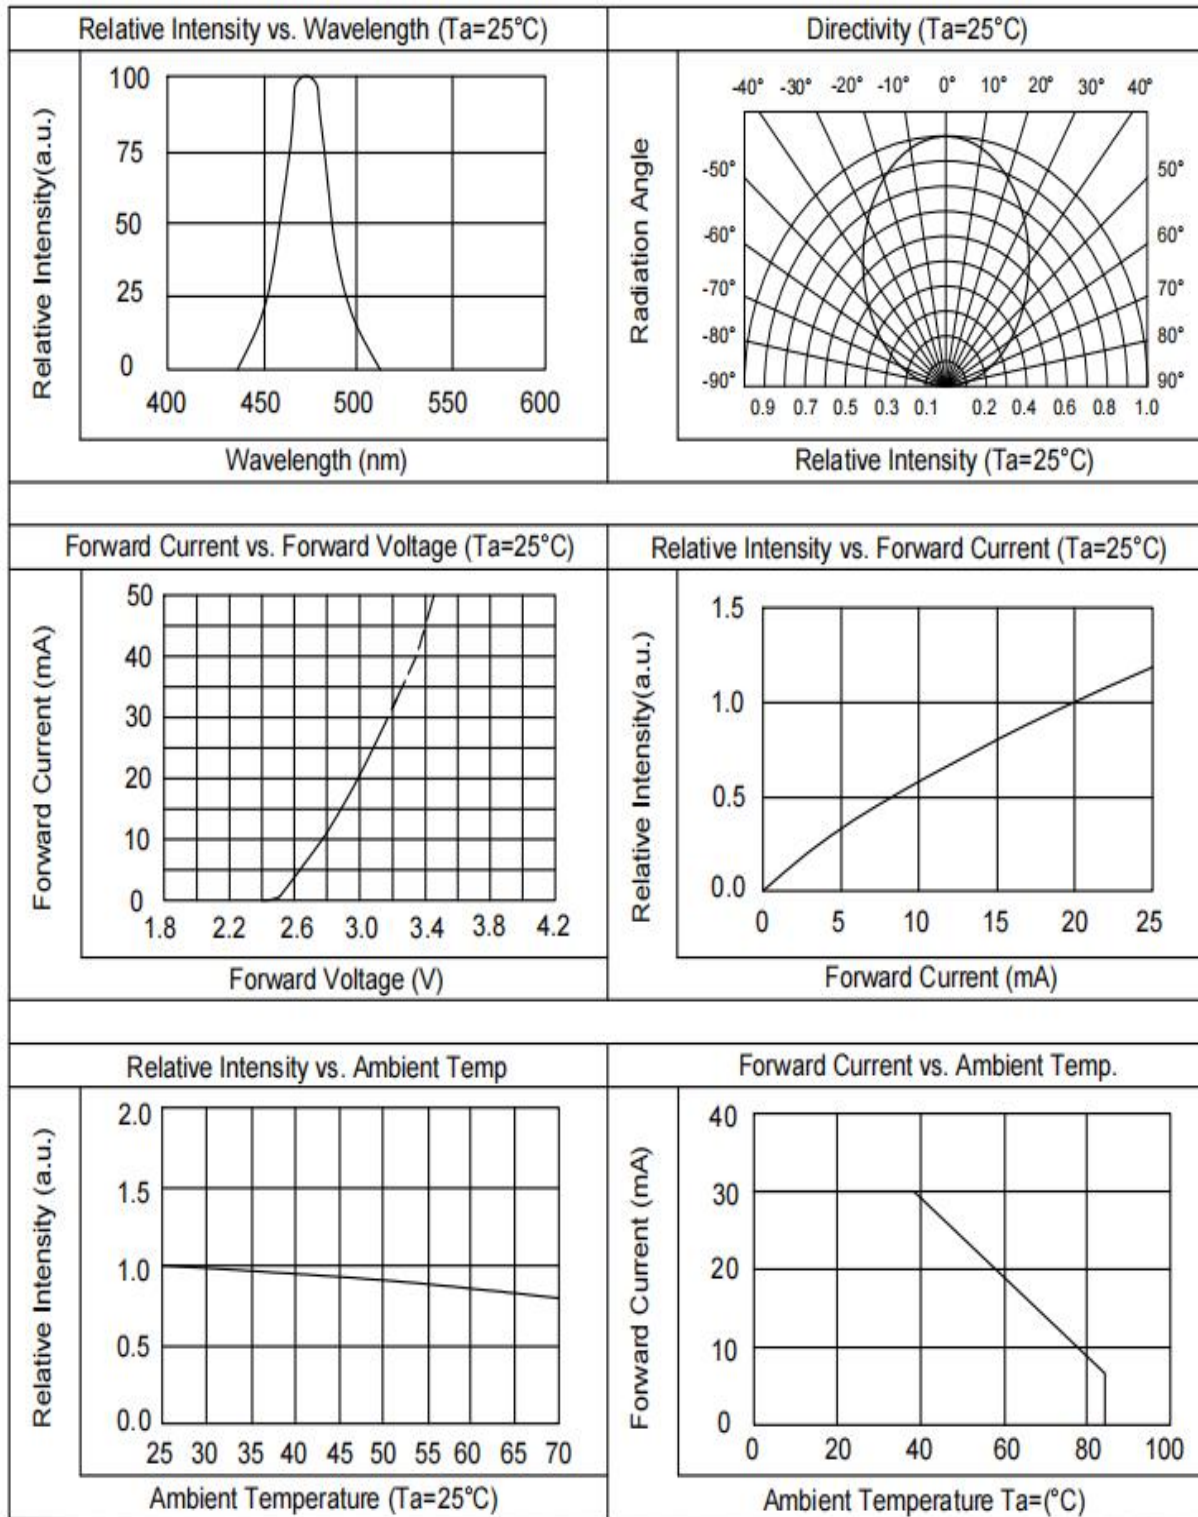 Relative Intensity vs. Wavelength (Ta=25°C)
Directivity (Ta=25°C)
Relative Intensity(a.u.)
100
75
50
25
0
400 450 500 550 600
Wavelength (nm)
Radiation Angle
-40° -30° -20° -10° 0° 10° 20° 30° 40°
-50° 50°
-60° 60°
-70° 70°
-80° 80°
-90° 90°
0.9 0.7 0.5 0.3 0.1 0.2 0.4 0.6 0.8 1.0
Relative Intensity (Ta=25°C)
Forward Current vs. Forward Voltage (Ta=25°C)
Relative Intensity vs. Forward Current (Ta=25°C)
Forward Current (mA)
50
40
30
20
10
0
1.8 2.2 2.6 3.0 3.4 3.8 4.2
Forward Voltage (V)
Relative Intensity(a.u.)
1.5
1.0
0.5
0.0
0 5 10 15 20 25
Forward Current (mA)
Relative Intensity vs. Ambient Temp
Forward Current vs. Ambient Temp.
Relative Intensity (a.u.)
2.0
1.5
1.0
0.5
0.0
25 30 35 40 45 50 55 60 65 70
Ambient Temperature (Ta=25°C)
Forward Current (mA)
40
30
20
10
0
0 20 40 60 80 100
Ambient Temperature Ta=(°C)